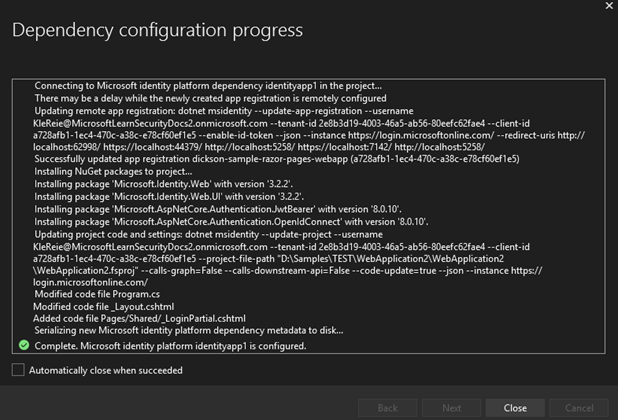 Dependency configuration progress
Connecting to Microsoft identity platform dependency identityapp1 in the project...
There may be a delay while the newly created app registration is remotely configured
Updating remote app registration: dotnet msidentity --update-app-registration --username
KleReie@MicrosoftLearnSecurityDocs2.onmicrosoft.com --tenant-id 2e8b3d19-4003-46a5-ab56-80eefc62fae4 --client-id
a728afb1-1ec4-470c-a38c-e78cf60ef1e5 --enable-id-token --json --instance https://login.microsoftonline.com/ --redirect-uris http://
localhost:62998/ https://localhost:44379/ http://localhost:5258/ https://localhost:7142/ http://localhost:5258/
Successfully updated app registration dickson-sample-razor-pages-webapp (a728afb1-1ec4-470c-a38c-e78cf60ef1e5)
Installing NuGet packages to project...
Installing package 'Microsoft.Identity.Web' with version '3.2.2'.
Installing package 'Microsoft.Identity.Web.UI' with version '3.2.2'.
Installing package 'Microsoft.AspNetCore.Authentication.JwtBearer' with version '8.0.10'.
Installing package 'Microsoft.AspNetCore.Authentication.OpenIdConnect' with version '8.0.10'.
Updating project code and settings: dotnet msidentity --update-project --username
KleReie@MicrosoftLearnSecurityDocs2.onmicrosoft.com --tenant-id 2e8b3d19-4003-46a5-ab56-80eefc62fae4 --client-id
a728afb1-1ec4-470c-a38c-e78cf60ef1e5 --project-file-path "D:\Samples\TEST\WebApplication2\WebApplication2
\WebApplication2.fsproj" --calls-graph=False --calls-downstream-api=False --code-update=true --json --instance https://
login.microsoftonline.com/
Modified code file Program.cs
Modified code file _Layout.cshtml
Added code file Pages/Shared/_LoginPartial.cshtml
Serializing new Microsoft identity platform dependency metadata to disk...
Complete. Microsoft identity platform identityapp1 is configured.
Automatically close when succeeded
Back Next Close Cancel